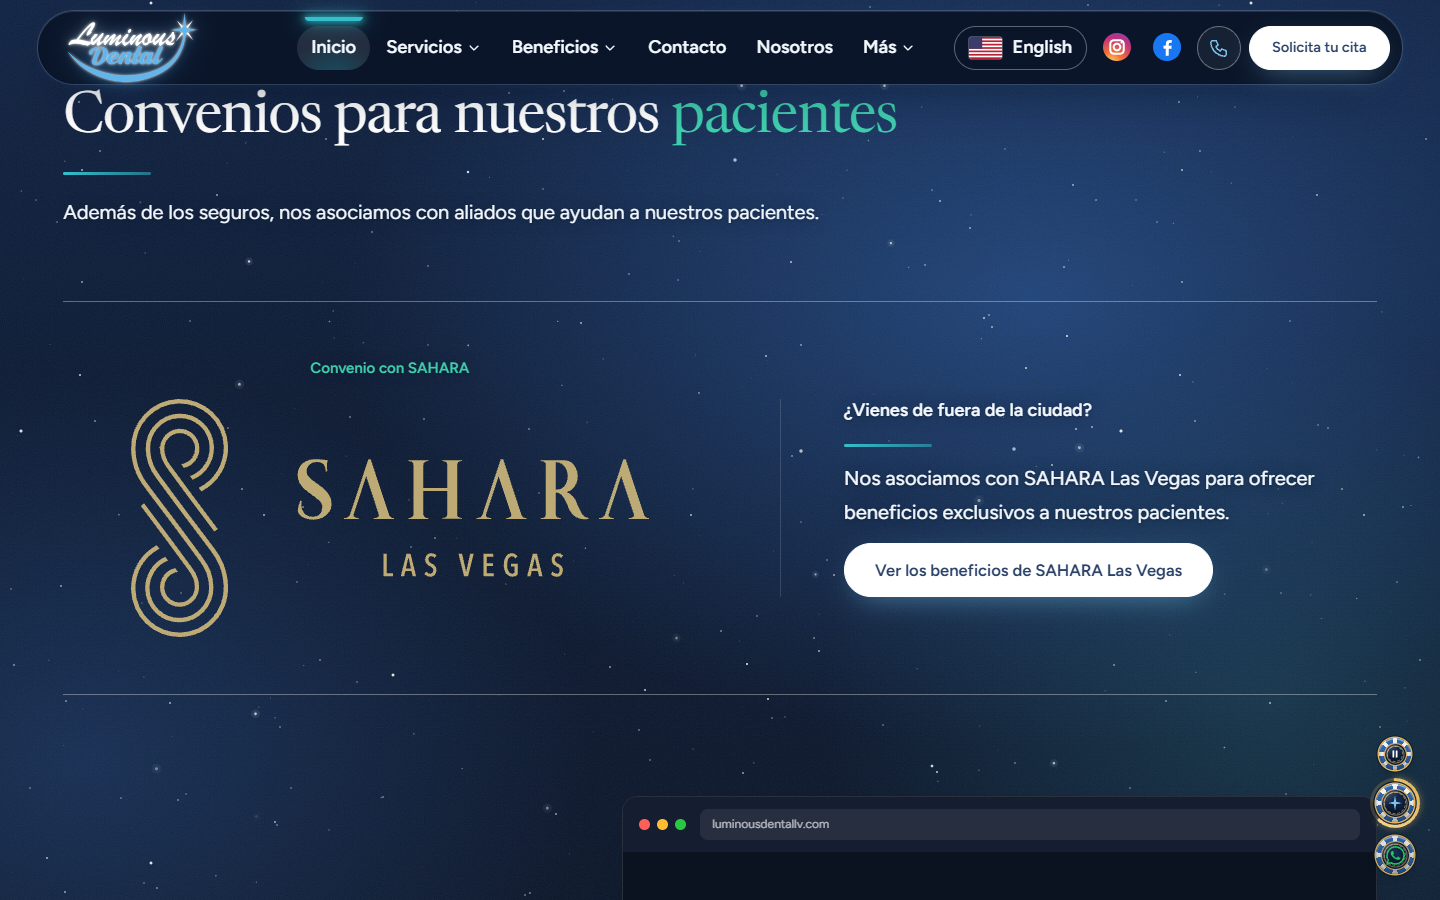 Luminous
Dental
Inicio
Servicios
Beneficios
Contacto
Nosotros
Más
English
Solicita tu cita
Convenios para nuestros pacientes
Además de los seguros, nos asociamos con aliados que ayudan a nuestros pacientes.
Convenio con SAHARA
SAHARA
LAS VEGAS
¿Vienes de fuera de la ciudad?
Nos asociamos con SAHARA Las Vegas para ofrecer
beneficios exclusivos a nuestros pacientes.
Ver los beneficios de SAHARA Las Vegas
luminousdentallv.com